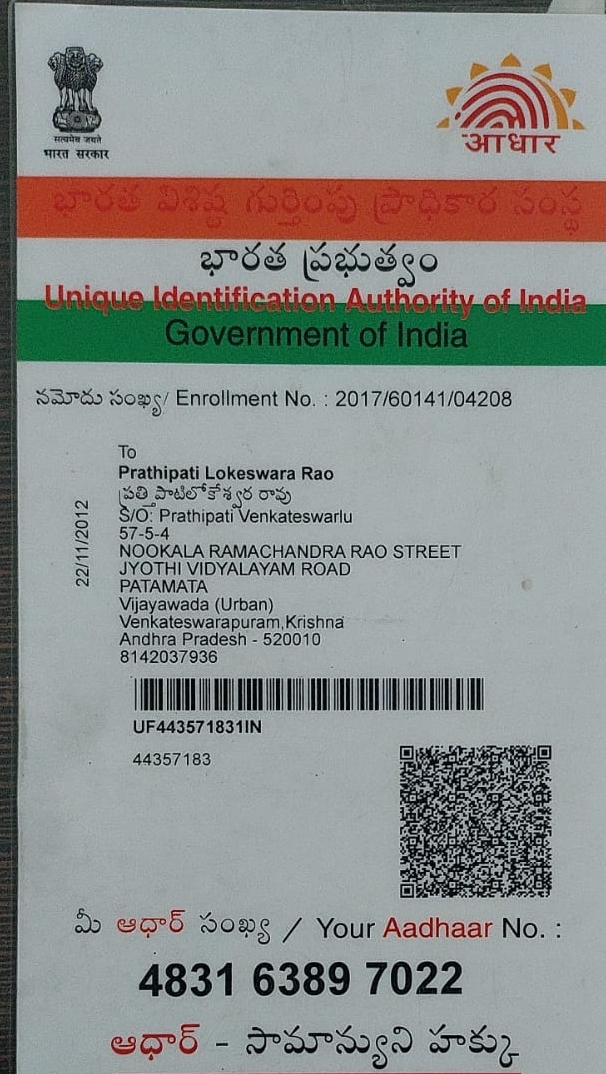 सत्यमेव जयते
भारत सरकार
आधार
భారత విశిష్ట గుర్తింపు ప్రాధికార సంస్థ
భారత ప్రభుత్వం
Unique Identification Authority of India
Government of India
నమోదు సంఖ్య/ Enrollment No. : 2017/60141/04208
To
Prathipati Lokeswara Rao
ప్రత్తిపాటిలోకేశ్వర రావు
S/O: Prathipati Venkateswarlu
57-5-4
NOOKALA RAMACHANDRA RAO STREET
JYOTHI VIDYALAYAM ROAD
PATAMATA
Vijayawada (Urban)
Venkateswarapuram,Krishna
Andhra Pradesh - 520010
8142037936
22/11/2012
UF443571831IN
44357183
మీ ఆధార్ సంఖ్య / Your Aadhaar No. :
4831 6389 7022
ఆధార్ - సామాన్యుని హక్కు